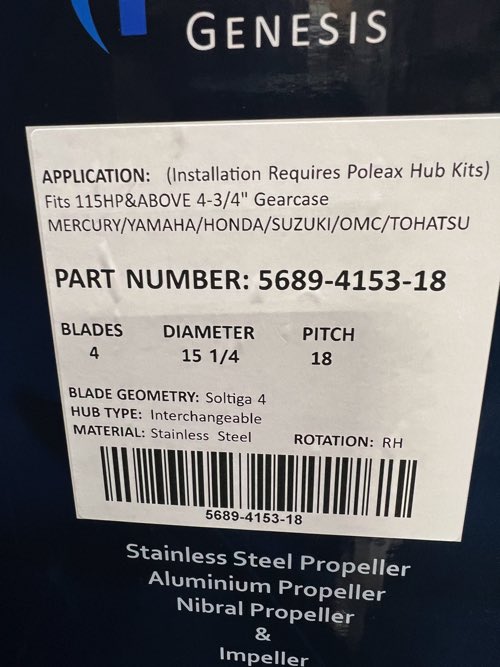 GENESIS
APPLICATION: (Installation Requires Poleax Hub Kits)
Fits 115HP&ABOVE 4-3/4" Gearcase
MERCURY/YAMAHA/HONDA/SUZUKI/OMC/TOHATSU
PART NUMBER: 5689-4153-18
BLADES DIAMETER PITCH
4 15 1/4 18
BLADE GEOMETRY: Soltiga 4
HUB TYPE: Interchangeable
MATERIAL: Stainless Steel ROTATION: RH
5689-4153-18
Stainless Steel Propeller
Aluminium Propeller
Nibral Propeller
&
Impeller